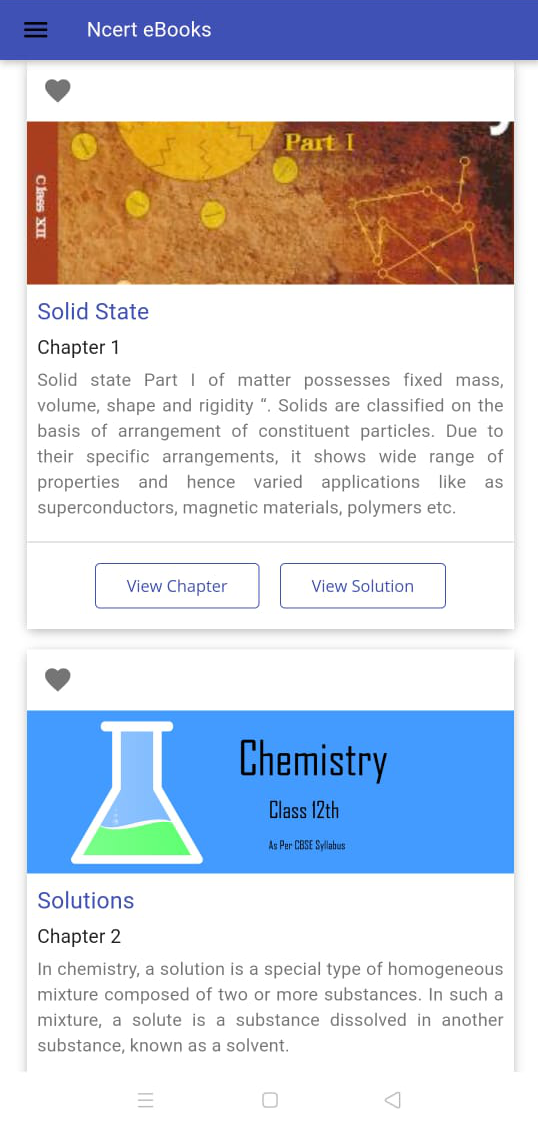 Ncert eBooks
Part I
Class XII
Solid State
Chapter 1
Solid state Part I of matter possesses fixed mass,
volume, shape and rigidity “. Solids are classified on the
basis of arrangement of constituent particles. Due to
their specific arrangements, it shows wide range of
properties and hence varied applications like as
superconductors, magnetic materials, polymers etc.
View Chapter
View Solution
Chemistry
Class 12th
As Per CBSE Syllabus
Solutions
Chapter 2
In chemistry, a solution is a special type of homogeneous
mixture composed of two or more substances. In such a
mixture, a solute is a substance dissolved in another
substance, known as a solvent.